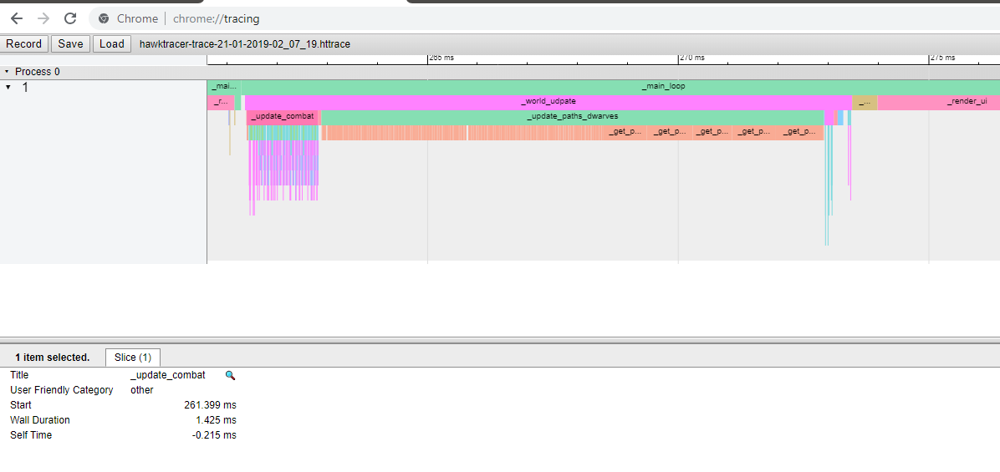 Chrome | chrome://tracing
Record Save Load hawktracer-trace-21-01-2019-02_07_19.httrace
265 ms 270 ms 275 ms
Process 0
1
_mai... _main_loop
_r... _world_udpate _... _render_ui
_update_combat _update_paths_dwarves
_get_p... _get_p... _get_p... _get_p... _get_p...
1 item selected. Slice (1)
Title _update_combat
User Friendly Category other
Start 261.399 ms
Wall Duration 1.425 ms
Self Time -0.215 ms